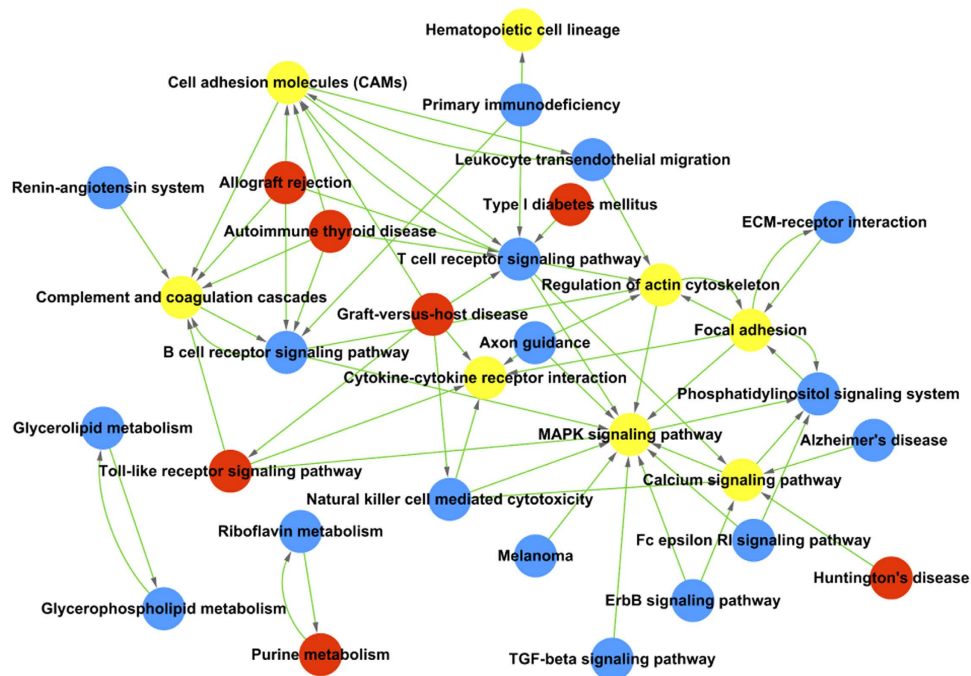 Hematopoietic cell lineage
Cell adhesion molecules (CAMs)
Primary immunodeficiency
Leukocyte transendothelial migration
Renin-angiotensin system
Allograft rejection
Type I diabetes mellitus
ECM-receptor interaction
Autoimmune thyroid disease
T cell receptor signaling pathway
Regulation of actin cytoskeleton
Complement and coagulation cascades
Graft-versus-host disease
Focal adhesion
Axon guidance
B cell receptor signaling pathway
Cytokine-cytokine receptor interaction
Phosphatidylinositol signaling system
Glycerolipid metabolism
MAPK signaling pathway
Alzheimer's disease
Toll-like receptor signaling pathway
Calcium signaling pathway
Natural killer cell mediated cytotoxicity
Riboflavin metabolism
Fc epsilon RI signaling pathway
Melanoma
Huntington's disease
Glycerophospholipid metabolism
ErbB signaling pathway
Purine metabolism
TGF-beta signaling pathway